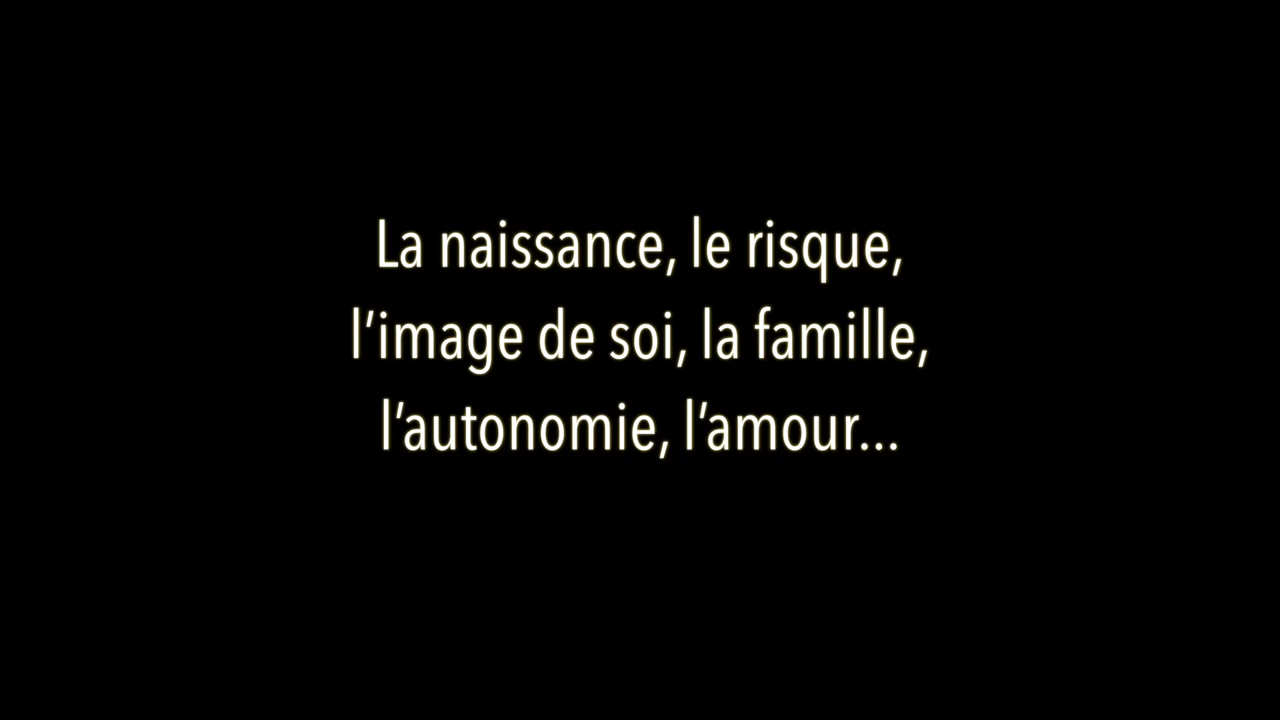 La naissance, le risque,
l’image de soi, la famille,
l’autonomie, l’amour...